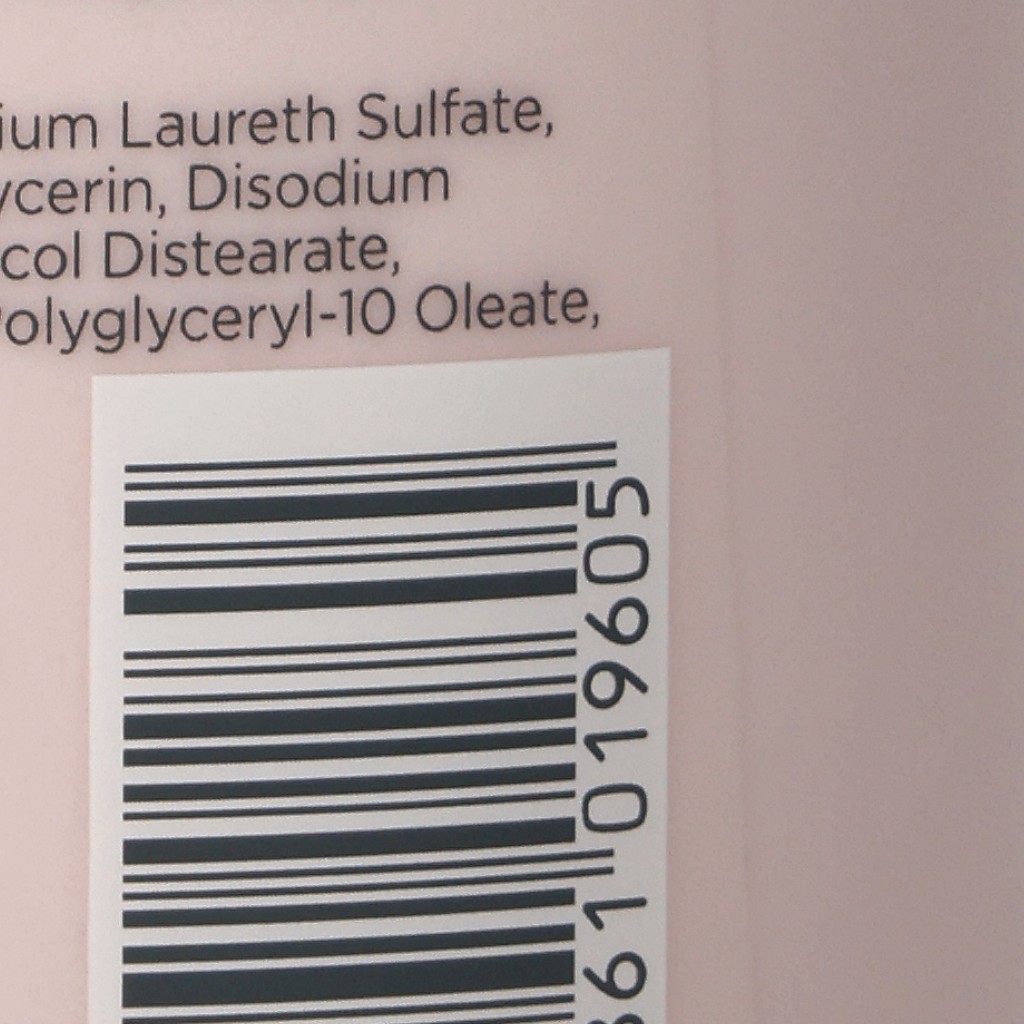 ium Laureth Sulfate,
ycerin, Disodium
col Distearate,
Polyglyceryl-10 Oleate,
61 019605